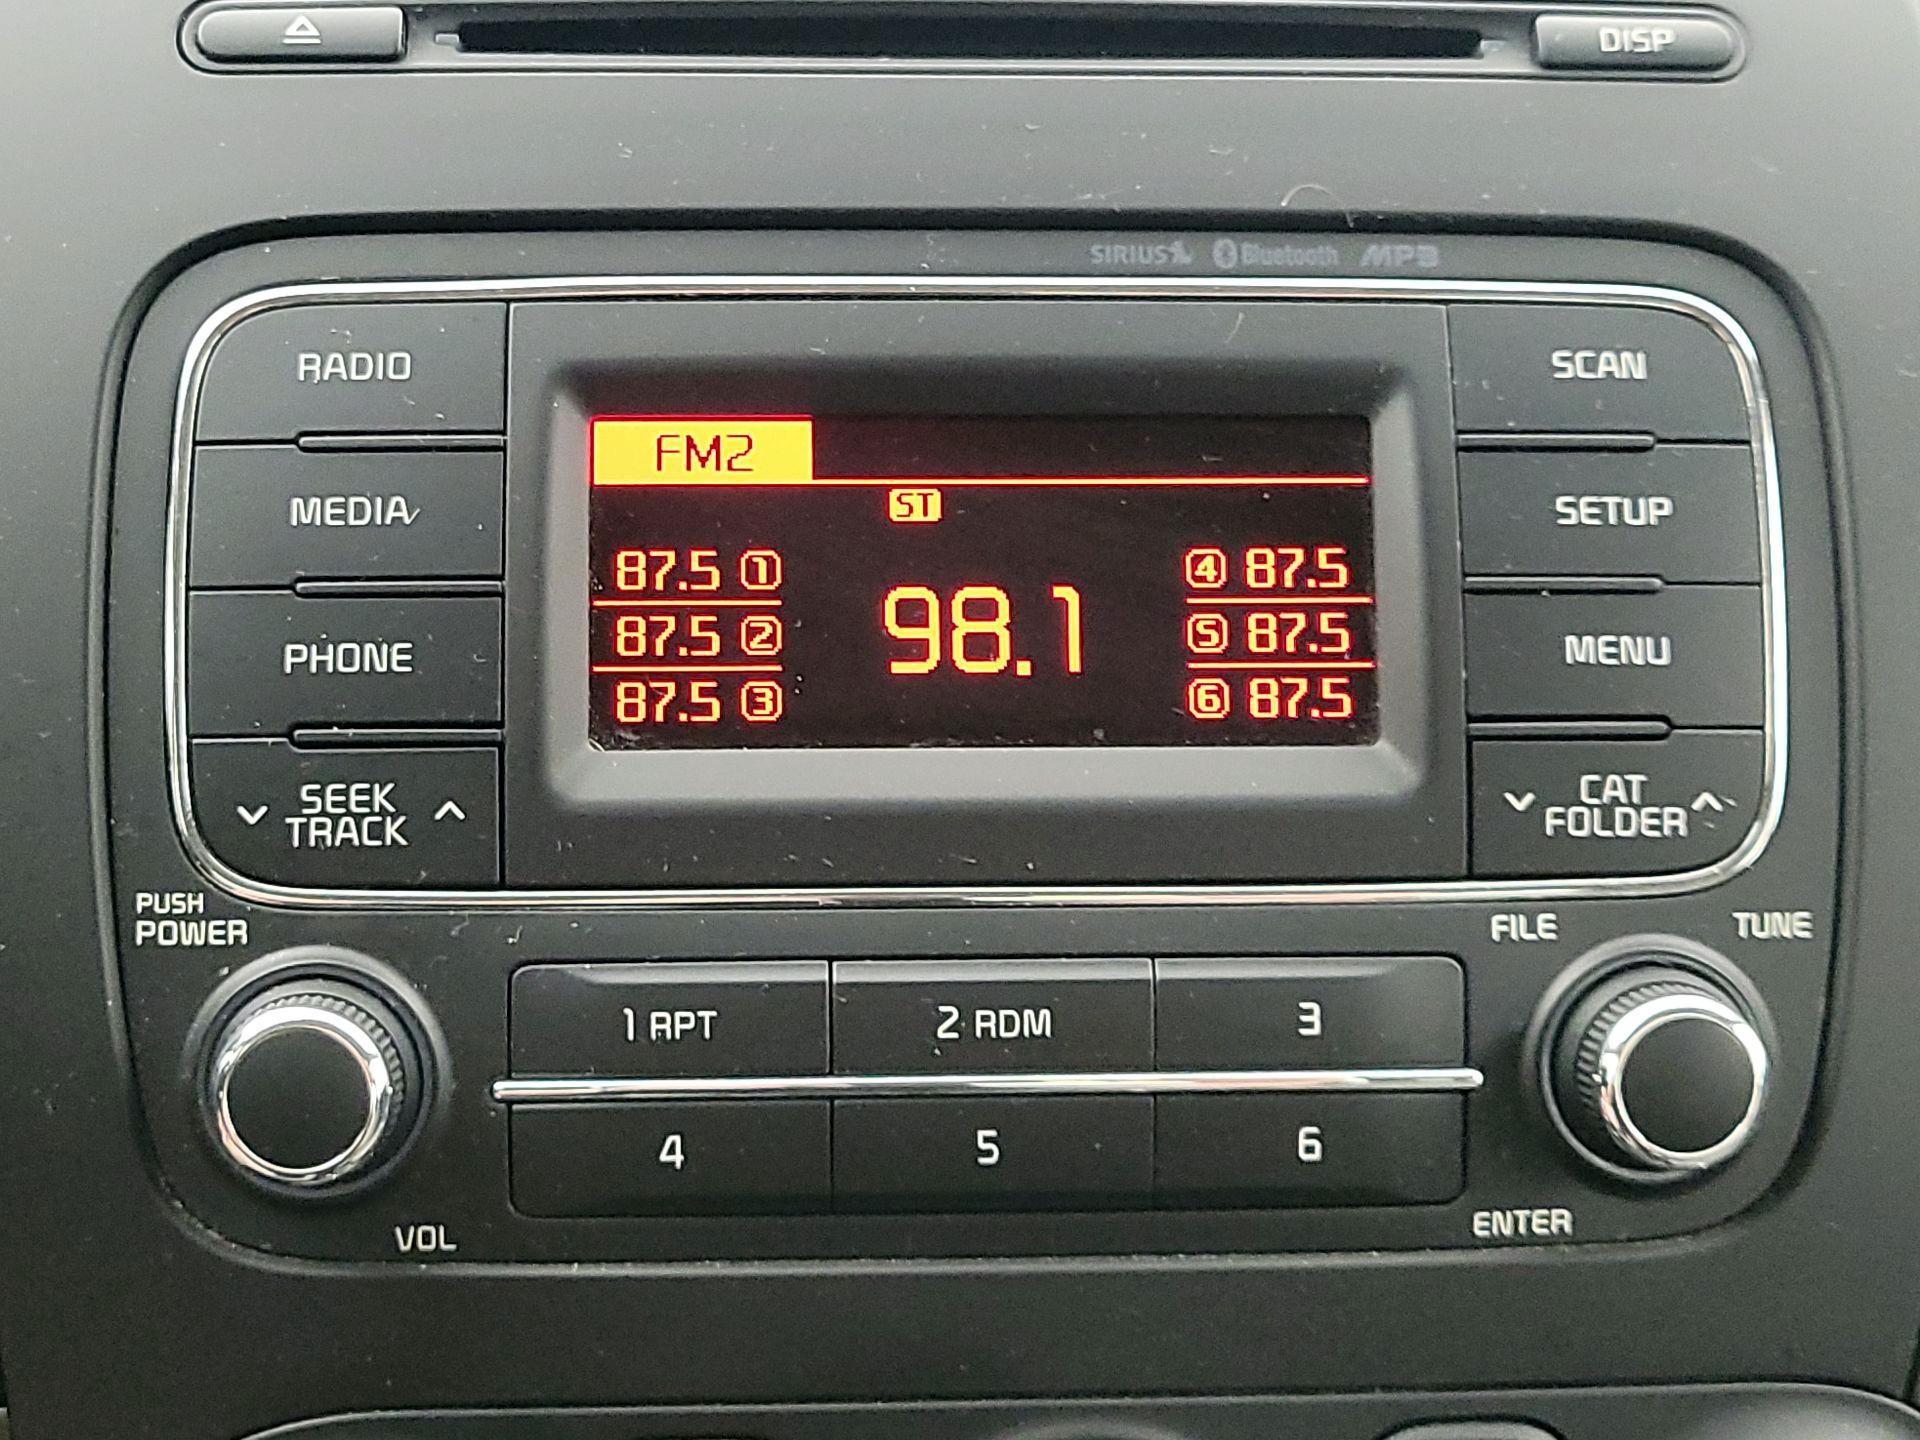 DISP
SIRIUS Bluetooth MP3
RADIO
MEDIA
PHONE
SEEK
TRACK
FM2
ST
87.5 1
87.5 2
87.5 3
98.1
4 87.5
5 87.5
6 87.5
SCAN
SETUP
MENU
CAT
FOLDER
PUSH
POWER
VOL
1 RPT
2 RDM
3
4
5
6
FILE
TUNE
ENTER